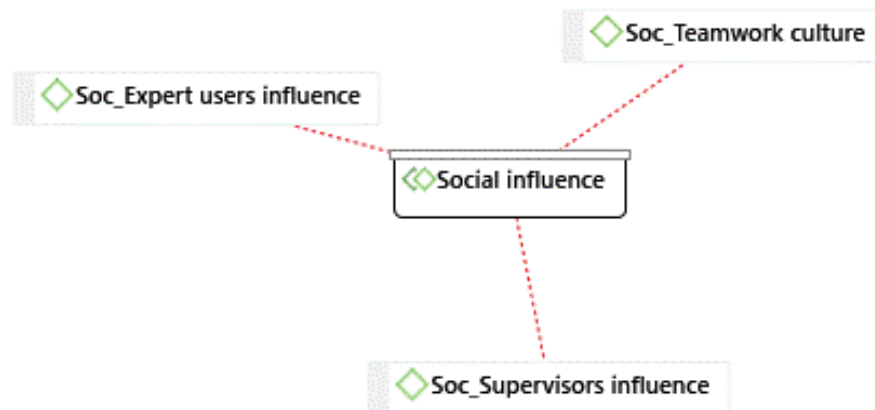 Soc_Teamwork culture
Soc_Expert users influence
Social influence
Soc_Supervisors influence